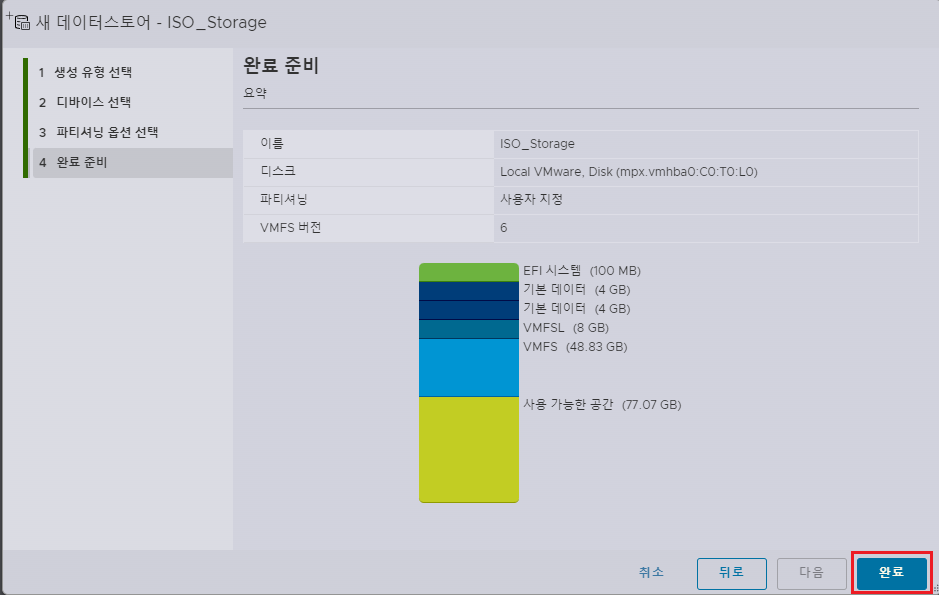 새 데이터스토어 - ISO_Storage
1 생성 유형 선택
2 디바이스 선택
3 파티셔닝 옵션 선택
4 완료 준비
완료 준비
요약
이름 ISO_Storage
디스크 Local VMware, Disk (mpx.vmhba0:C0:T0:L0)
파티셔닝 사용자 지정
VMFS 버전 6
EFI 시스템 (100 MB)
기본 데이터 (4 GB)
기본 데이터 (4 GB)
VMFSL (8 GB)
VMFS (48.83 GB)
사용 가능한 공간 (77.07 GB)
취소 뒤로 다음 완료